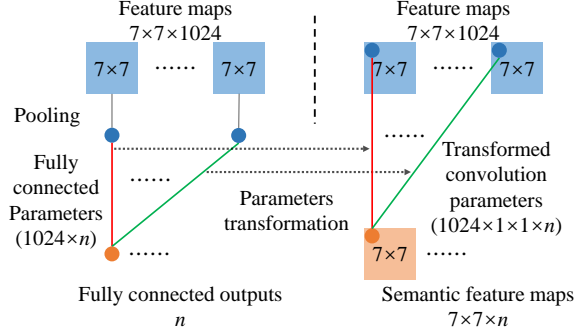 Feature maps
7×7×1024
7×7
······
7×7
Pooling
Fully
connected
Parameters
(1024×n)
······
······
Fully connected outputs
n
Parameters
transformation
Feature maps
7×7×1024
7×7
······
7×7
······
Transformed
convolution
parameters
(1024×1×1×n)
7×7
······
Semantic feature maps
7×7×n